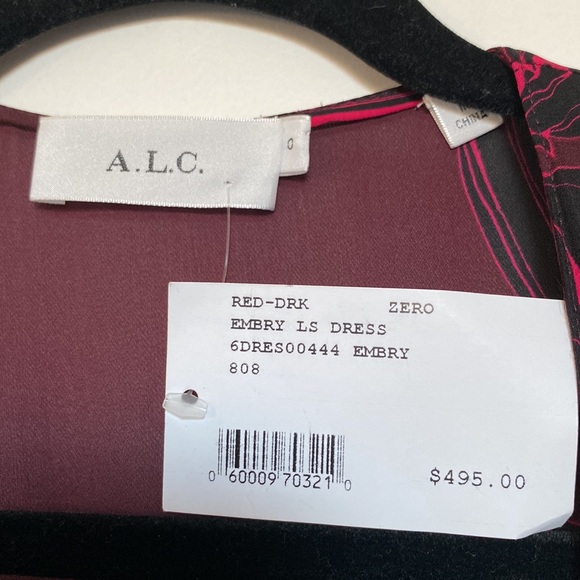 A.L.C.
0
CHINA
RED-DRK ZERO
EMBRY LS DRESS
6DRES00444 EMBRY
808
0 60009 70321 0
$495.00